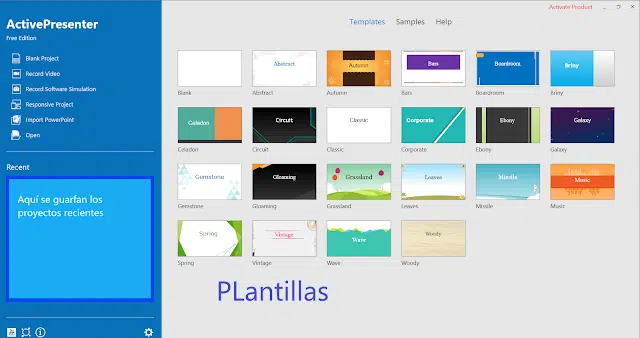 ActivePresenter
Free Edition
Blank Project
Record Video
Record Software Simulation
Responsive Project
Import PowerPoint
Open
Recent
Aquí se guarfan los
proyectos recientes
Activate Product
Templates Samples Help
Abstract Autumn Bars Boardroom Briny
Blank Abstract Autumn Bars Boardroom Briny
Celadon Circuit Classic Corporate Ebony Galaxy
Celadon Circuit Classic Corporate Ebony Galaxy
Gemstone Gloaming Grassland Leaves Missile Music
Gemstone Gloaming Grassland Leaves Missile Music
Spring Vintage Wave Woody
Spring Vintage Wave Woody
PLantillas